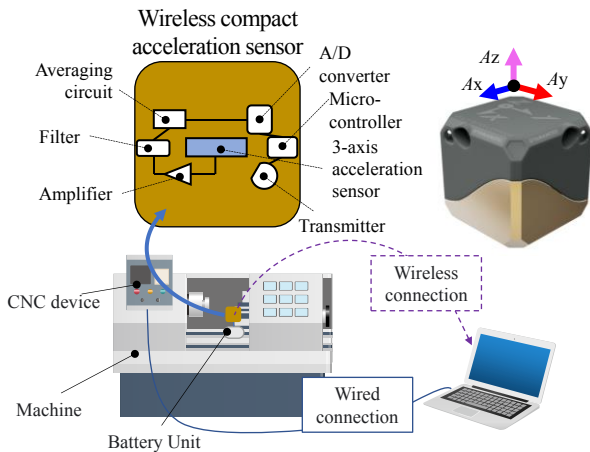 Wireless compact
acceleration sensor
A/D
converter
Averaging
circuit
Micro-
controller
Filter
3-axis
acceleration
sensor
Amplifier
Transmitter
Az
Ax
Ay
CNC device
Wireless
connection
Machine
Wired
connection
Battery Unit